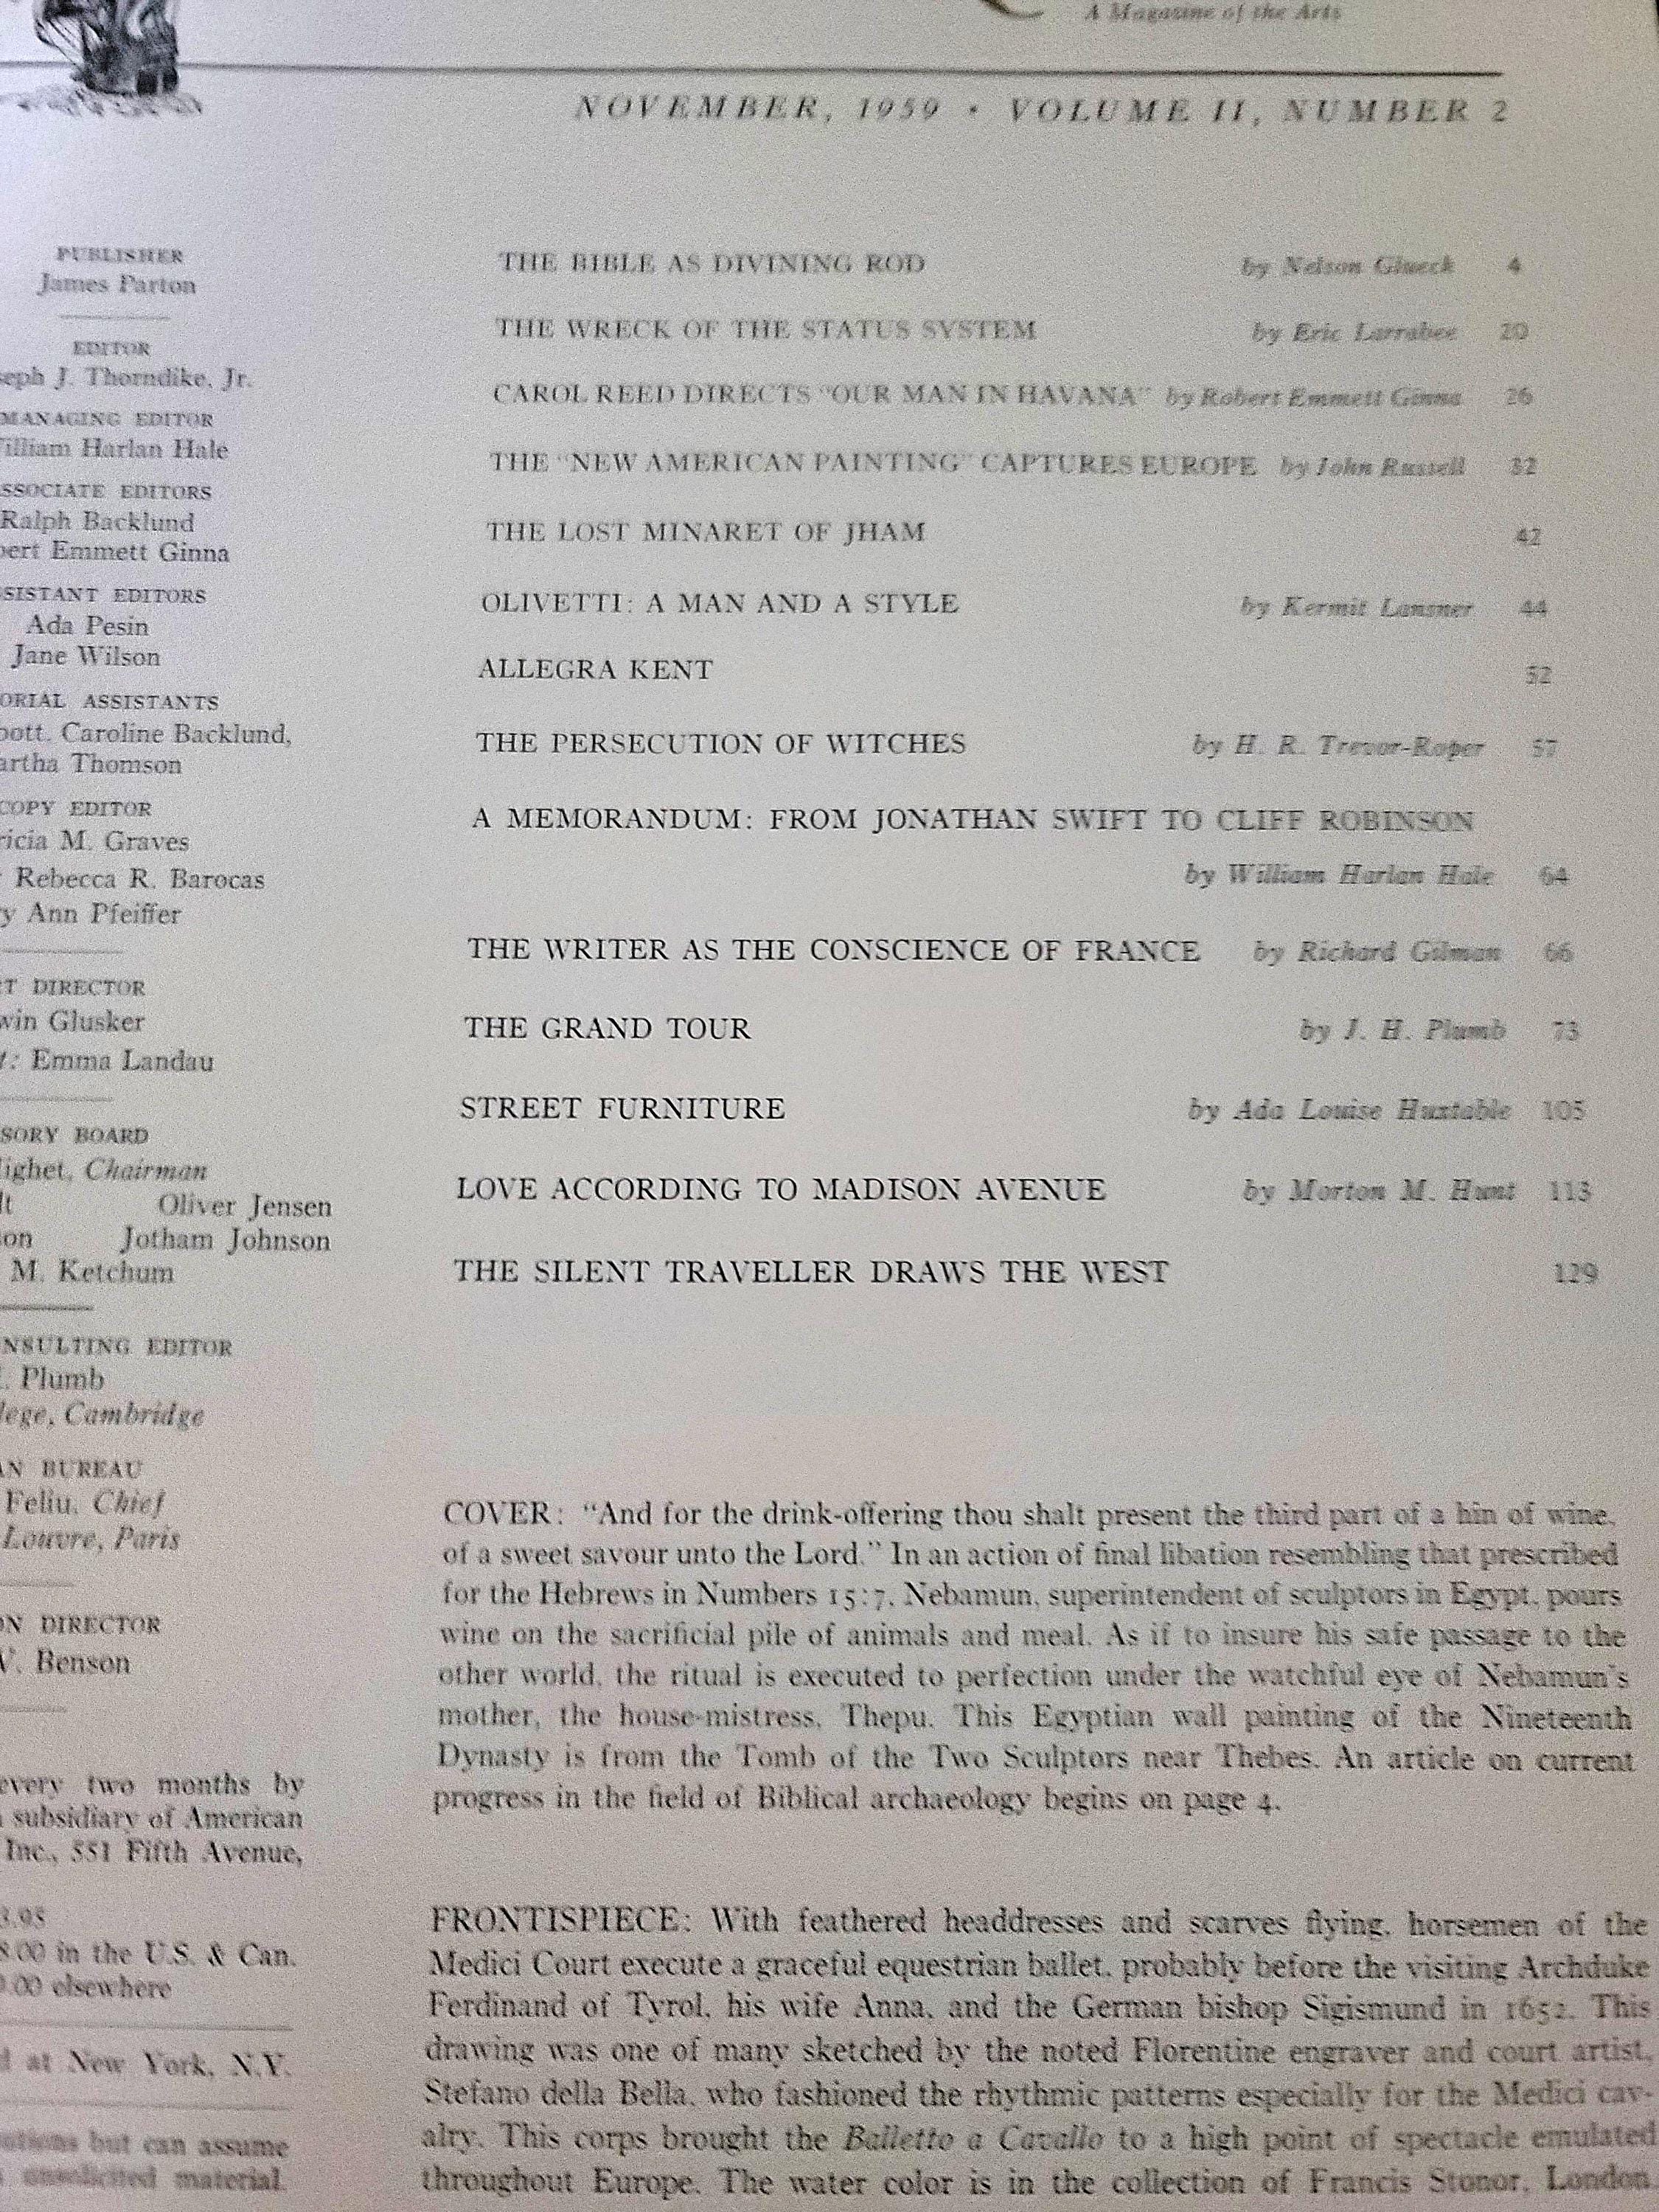 A Magazine of the Arts
NOVEMBER, 1959 • VOLUME II, NUMBER 2
PUBLISHER
James Parton
EDITOR
seph J. Thorndike, Jr.
MANAGING EDITOR
illiam Harlan Hale
SSOCIATE EDITORS
Ralph Backlund
bert Emmett Ginna
SISTANT EDITORS
Ada Pesin
Jane Wilson
ORIAL ASSISTANTS
bott, Caroline Backlund,
artha Thomson
COPY EDITOR
ricia M. Graves
Rebecca R. Barocas
y Ann Pfeiffer
T DIRECTOR
win Glusker
t: Emma Landau
SORY BOARD
ighet, Chairman
lt Oliver Jensen
on Jotham Johnson
M. Ketchum
NSULTING EDITOR
. Plumb
lege, Cambridge
AN BUREAU
Feliu, Chief
Louvre, Paris
ON DIRECTOR
. Benson
every two months by
subsidiary of American
Inc., 551 Fifth Avenue,
3.95
8.00 in the U.S. & Can.
0.00 elsewhere
d at New York, N.Y.
utions but can assume
unsolicited material.
THE BIBLE AS DIVINING ROD by Nelson Glueck 4
THE WRECK OF THE STATUS SYSTEM by Eric Larrabee 20
CAROL REED DIRECTS "OUR MAN IN HAVANA" by Robert Emmett Ginna 26
THE "NEW AMERICAN PAINTING" CAPTURES EUROPE by John Russell 32
THE LOST MINARET OF JHAM 42
OLIVETTI: A MAN AND A STYLE by Kermit Lansner 44
ALLEGRA KENT 52
THE PERSECUTION OF WITCHES by H. R. Trevor-Roper 57
A MEMORANDUM: FROM JONATHAN SWIFT TO CLIFF ROBINSON
by William Harlan Hale 64
THE WRITER AS THE CONSCIENCE OF FRANCE by Richard Gilman 66
THE GRAND TOUR by J. H. Plumb 73
STREET FURNITURE by Ada Louise Huxtable 105
LOVE ACCORDING TO MADISON AVENUE by Morton M. Hunt 113
THE SILENT TRAVELLER DRAWS THE WEST 129
COVER: "And for the drink-offering thou shalt present the third part of a hin of wine,
of a sweet savour unto the Lord." In an action of final libation resembling that prescribed
for the Hebrews in Numbers 15:7, Nebamun, superintendent of sculptors in Egypt, pours
wine on the sacrificial pile of animals and meal. As if to insure his safe passage to the
other world, the ritual is executed to perfection under the watchful eye of Nebamun's
mother, the house-mistress, Thepu. This Egyptian wall painting of the Nineteenth
Dynasty is from the Tomb of the Two Sculptors near Thebes. An article on current
progress in the field of Biblical archaeology begins on page 4.
FRONTISPIECE: With feathered headdresses and scarves flying, horsemen of the
Medici Court execute a graceful equestrian ballet, probably before the visiting Archduke
Ferdinand of Tyrol, his wife Anna, and the German bishop Sigismund in 1652. This
drawing was one of many sketched by the noted Florentine engraver and court artist,
Stefano della Bella, who fashioned the rhythmic patterns especially for the Medici cav-
alry. This corps brought the Balletto a Cavallo to a high point of spectacle emulated
throughout Europe. The water color is in the collection of Francis Stonor, London.